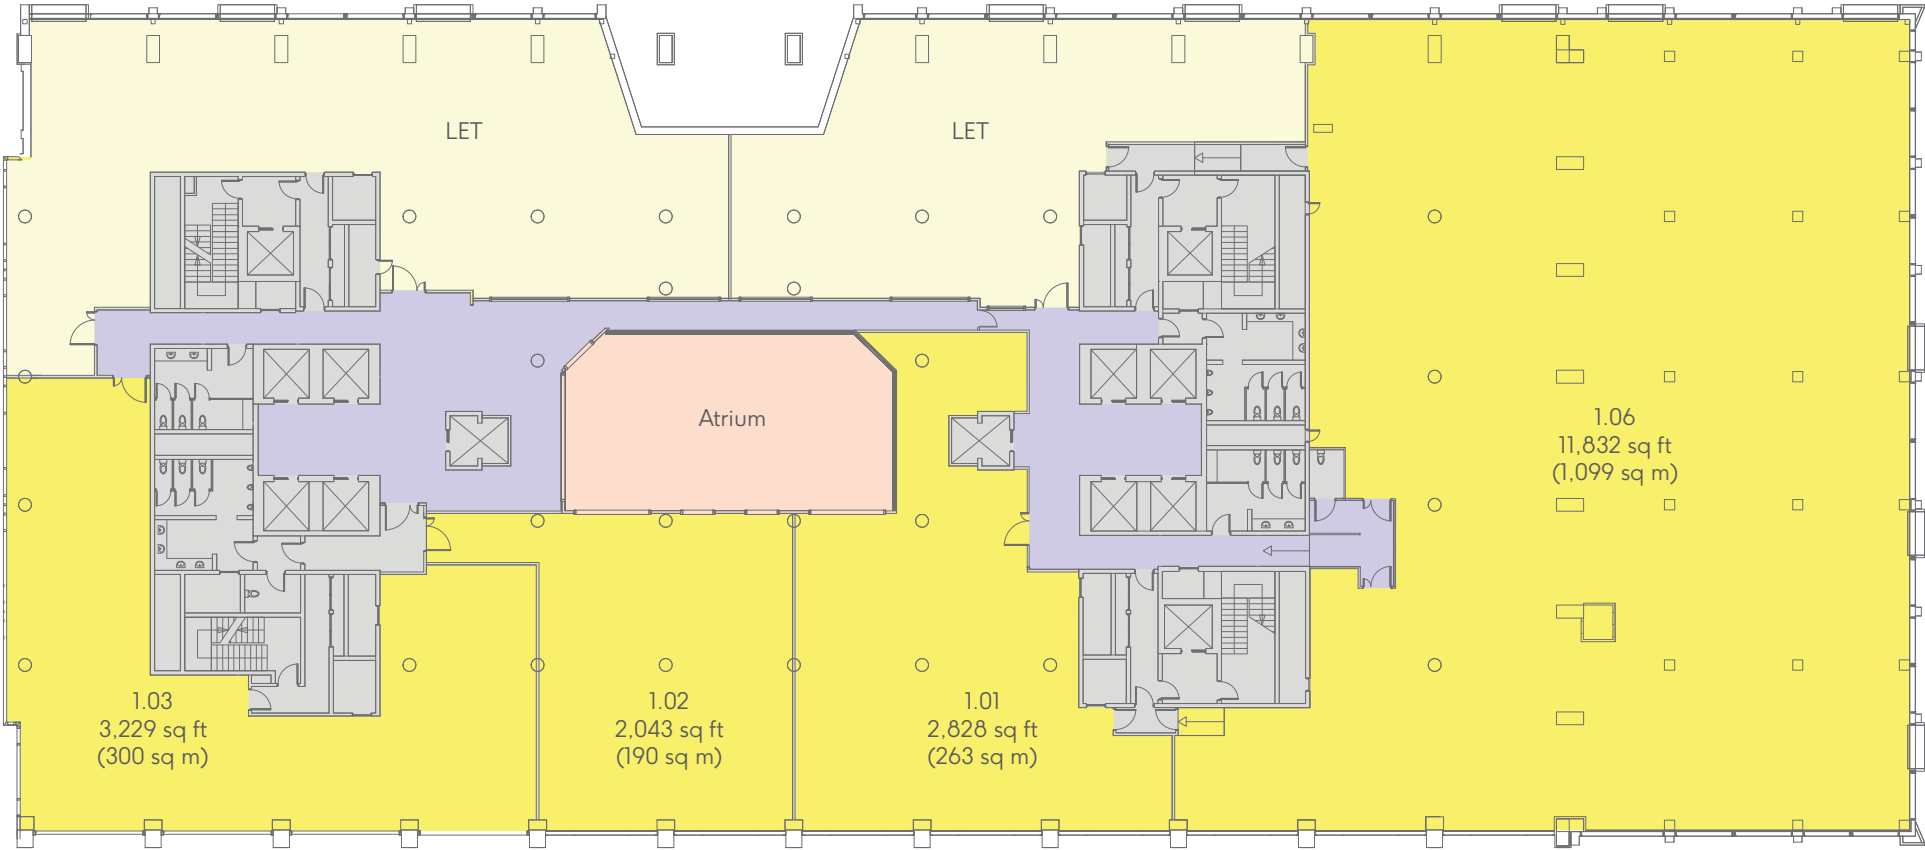 LET
LET
Atrium
1.06
11,832 sq ft
(1,099 sq m)
1.03
3,229 sq ft
(300 sq m)
1.02
2,043 sq ft
(190 sq m)
1.01
2,828 sq ft
(263 sq m)